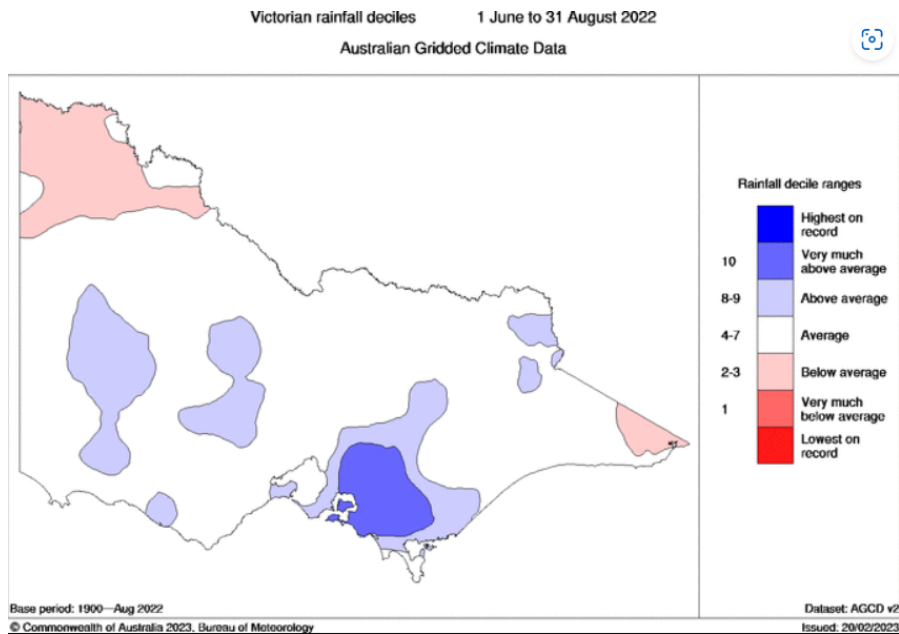 Victorian rainfall deciles 1 June to 31 August 2022
Australian Gridded Climate Data
Rainfall decile ranges
Highest on
record
10 Very much
above average
8-9 Above average
4-7 Average
2-3 Below average
1 Very much
below average
Lowest on
record
Base period: 1900—Aug 2022 Dataset: AGCD v2
© Commonwealth of Australia 2023, Bureau of Meteorology Issued: 20/02/2023